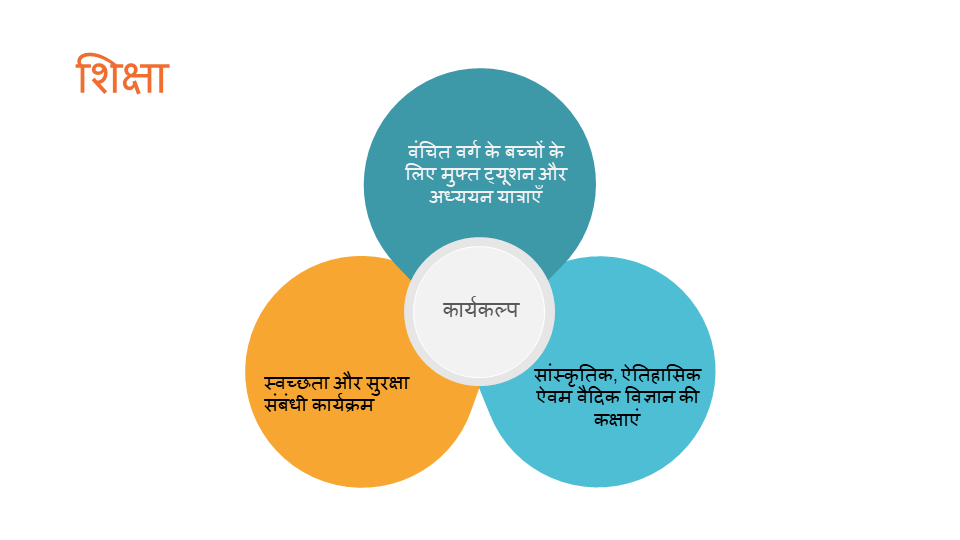 शिक्षा
वंचित वर्ग के बच्चों के
लिए मुफ्त ट्यूशन और
अध्ययन यात्राएँ
कार्यकल्प
स्वच्छता और सुरक्षा
संबंधी कार्यक्रम
सांस्कृतिक, ऐतिहासिक
ऐवम वैदिक विज्ञान की
कक्षाएं